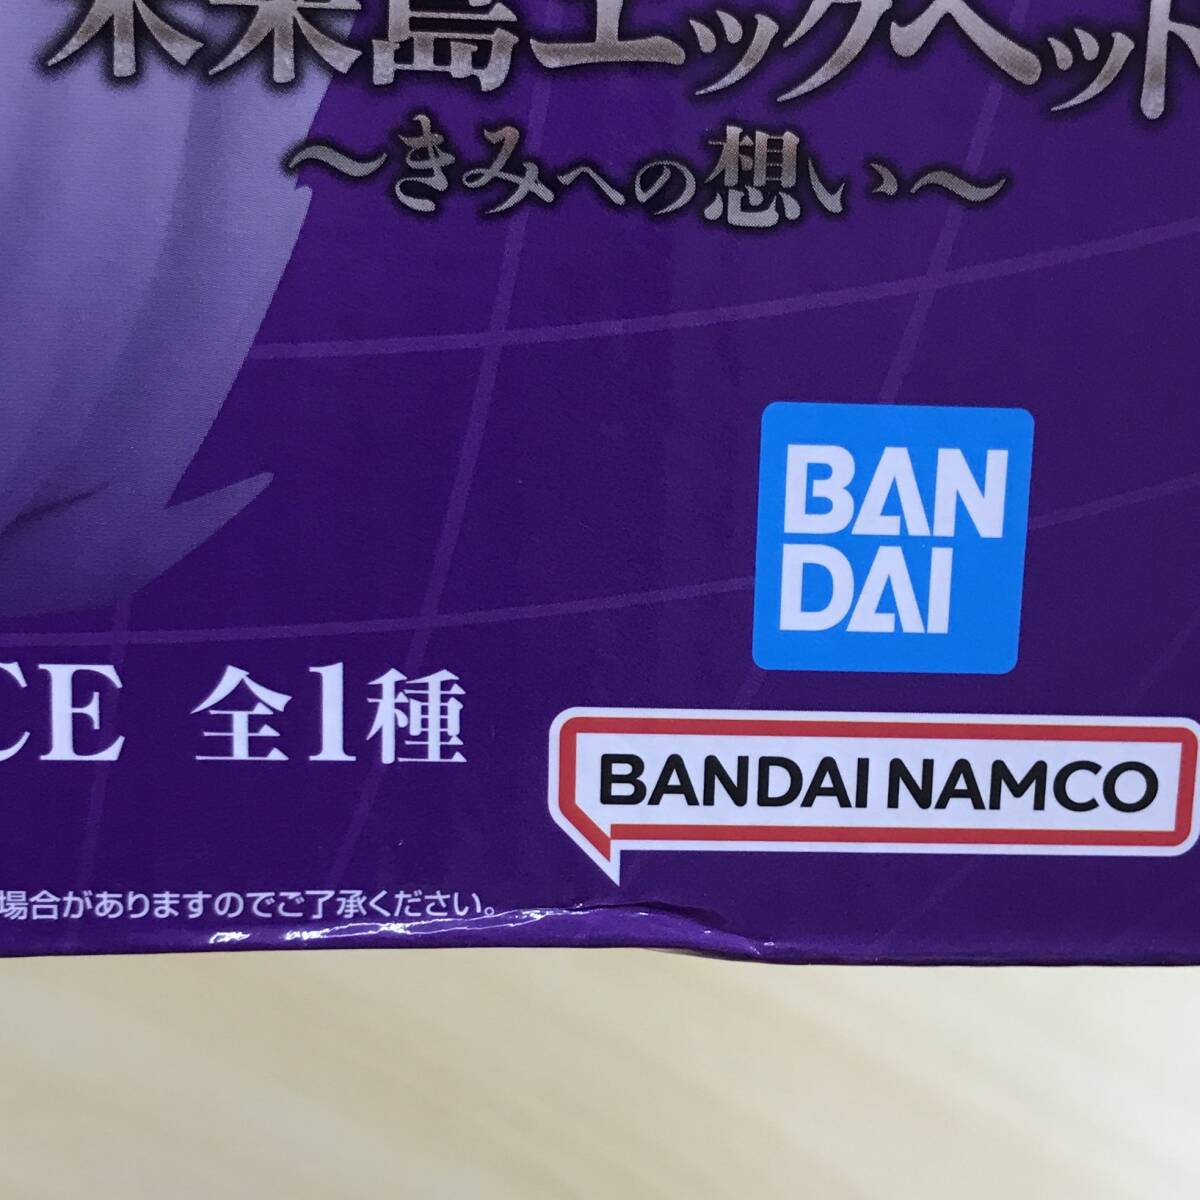 未来島エッグヘッド
～きみへの想い～
BAN
DAI
CE 全1種
BANDAI NAMCO
場合がありますのでご了承ください。